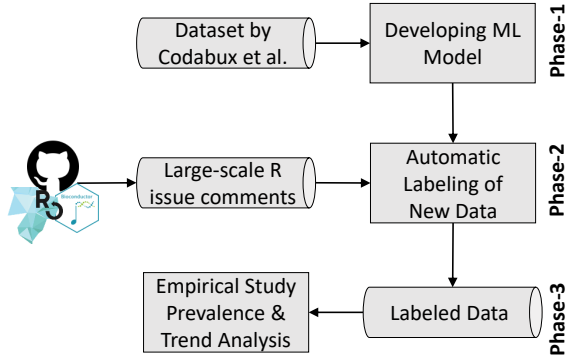 Dataset by
Codabux et al.
Developing ML
Model
Phase-1
R
Bioconductor
Large-scale R
issue comments
Automatic
Labeling of
New Data
Phase-2
Empirical Study
Prevalence &
Trend Analysis
Labeled Data
Phase-3